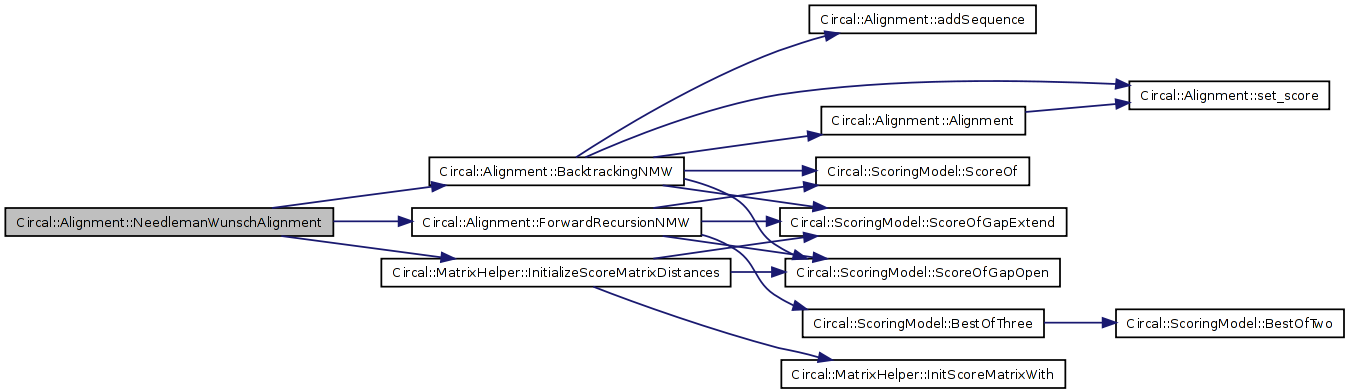 Circal::Alignment::addSequence
Circal::Alignment::set_score
Circal::Alignment::Alignment
Circal::Alignment::BacktrackingNMW
Circal::ScoringModel::ScoreOf
Circal::Alignment::NeedlemanWunschAlignment
Circal::Alignment::ForwardRecursionNMW
Circal::ScoringModel::ScoreOfGapExtend
Circal::MatrixHelper::InitializeScoreMatrixDistances
Circal::ScoringModel::ScoreOfGapOpen
Circal::ScoringModel::BestOfThree
Circal::ScoringModel::BestOfTwo
Circal::MatrixHelper::InitScoreMatrixWith